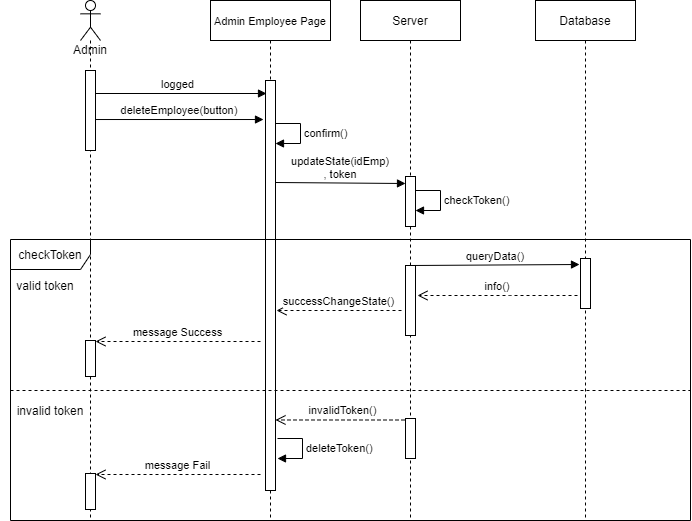 Admin Employee Page
Server
Database
Admin
logged
deleteEmployee(button)
confirm()
updateState(idEmp)
, token
checkToken()
checkToken
queryData()
valid token
info()
successChangeState()
message Success
invalid token
invalidToken()
deleteToken()
message Fail